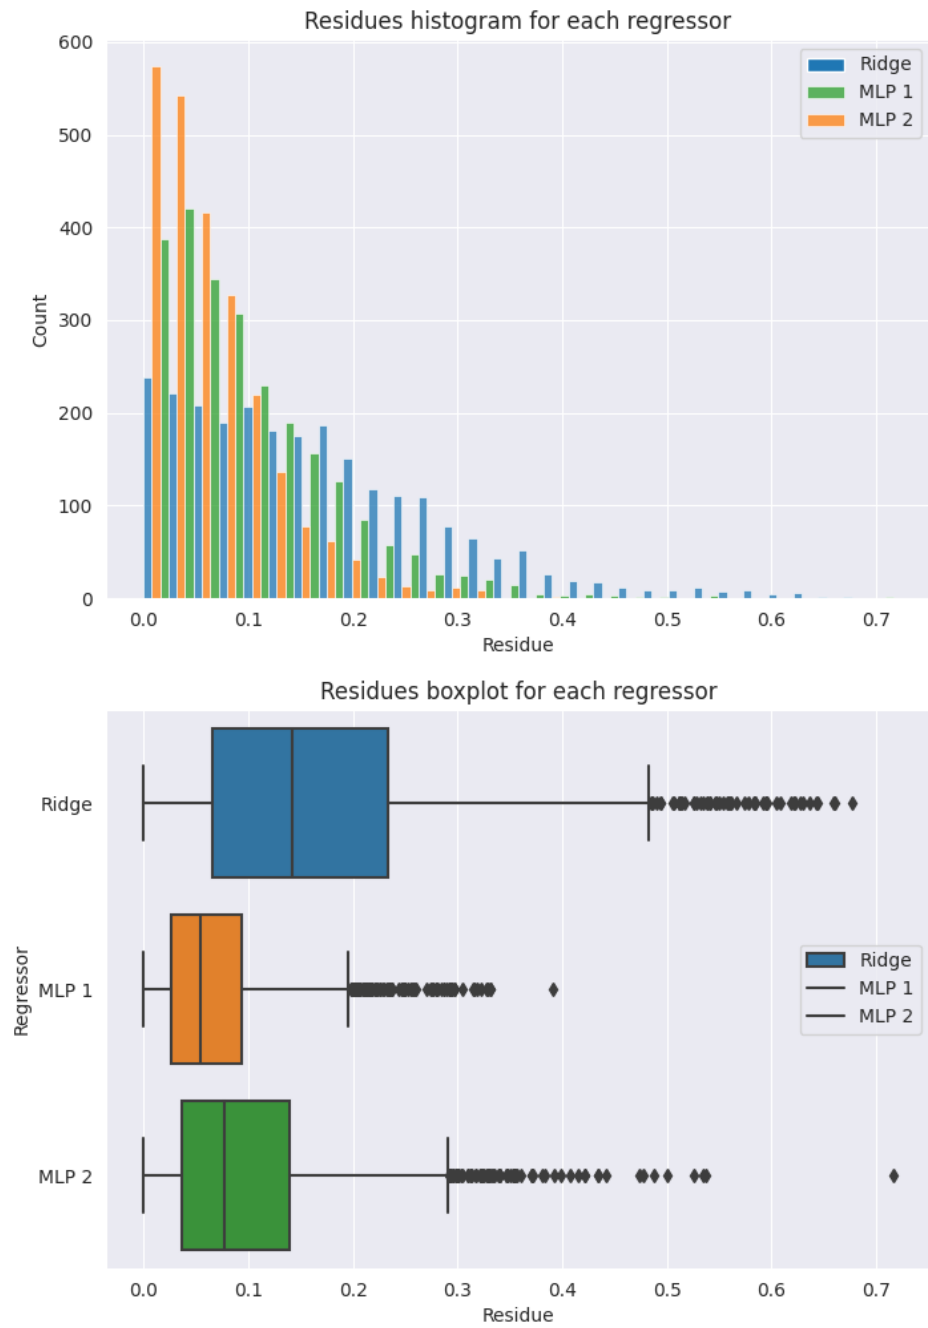 Residues histogram for each regressor
600
500
400
300
200
100
0
Count
Ridge
MLP 1
MLP 2
0.0 0.1 0.2 0.3 0.4 0.5 0.6 0.7
Residue
Residues boxplot for each regressor
Regressor
Ridge
MLP 1
MLP 2
Ridge
MLP 1
MLP 2
0.0 0.1 0.2 0.3 0.4 0.5 0.6 0.7
Residue